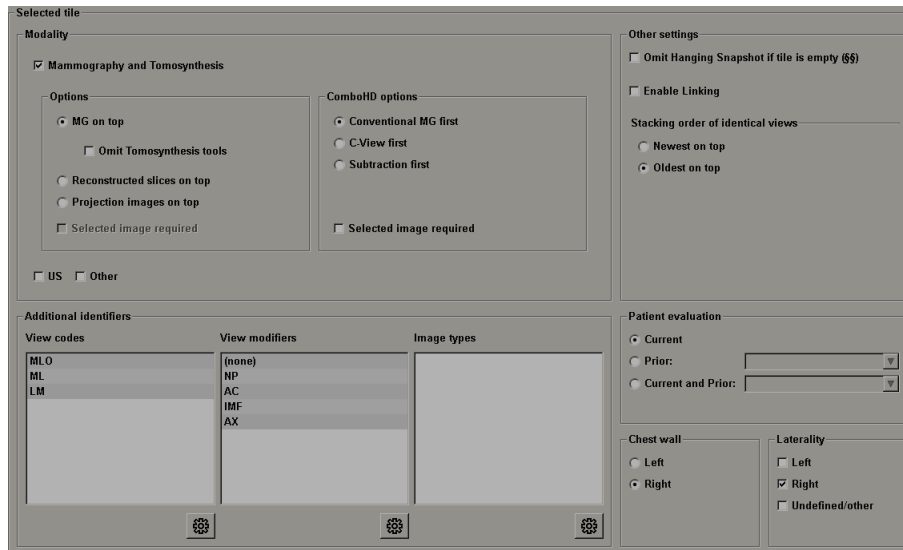 Selected tile
Modality
Mammography and Tomosynthesis
Options
MG on top
Omit Tomosynthesis tools
Reconstructed slices on top
Projection images on top
Selected image required
ComboHD options
Conventional MG first
C-View first
Subtraction first
Selected image required
US
Other
Other settings
Omit Hanging Snapshot if tile is empty (§§)
Enable Linking
Stacking order of identical views
Newest on top
Oldest on top
Additional identifiers
View codes
MLO
ML
LM
View modifiers
(none)
NP
AC
IMF
AX
Image types
Patient evaluation
Current
Prior:
Current and Prior:
Chest wall
Left
Right
Laterality
Left
Right
Undefined/other